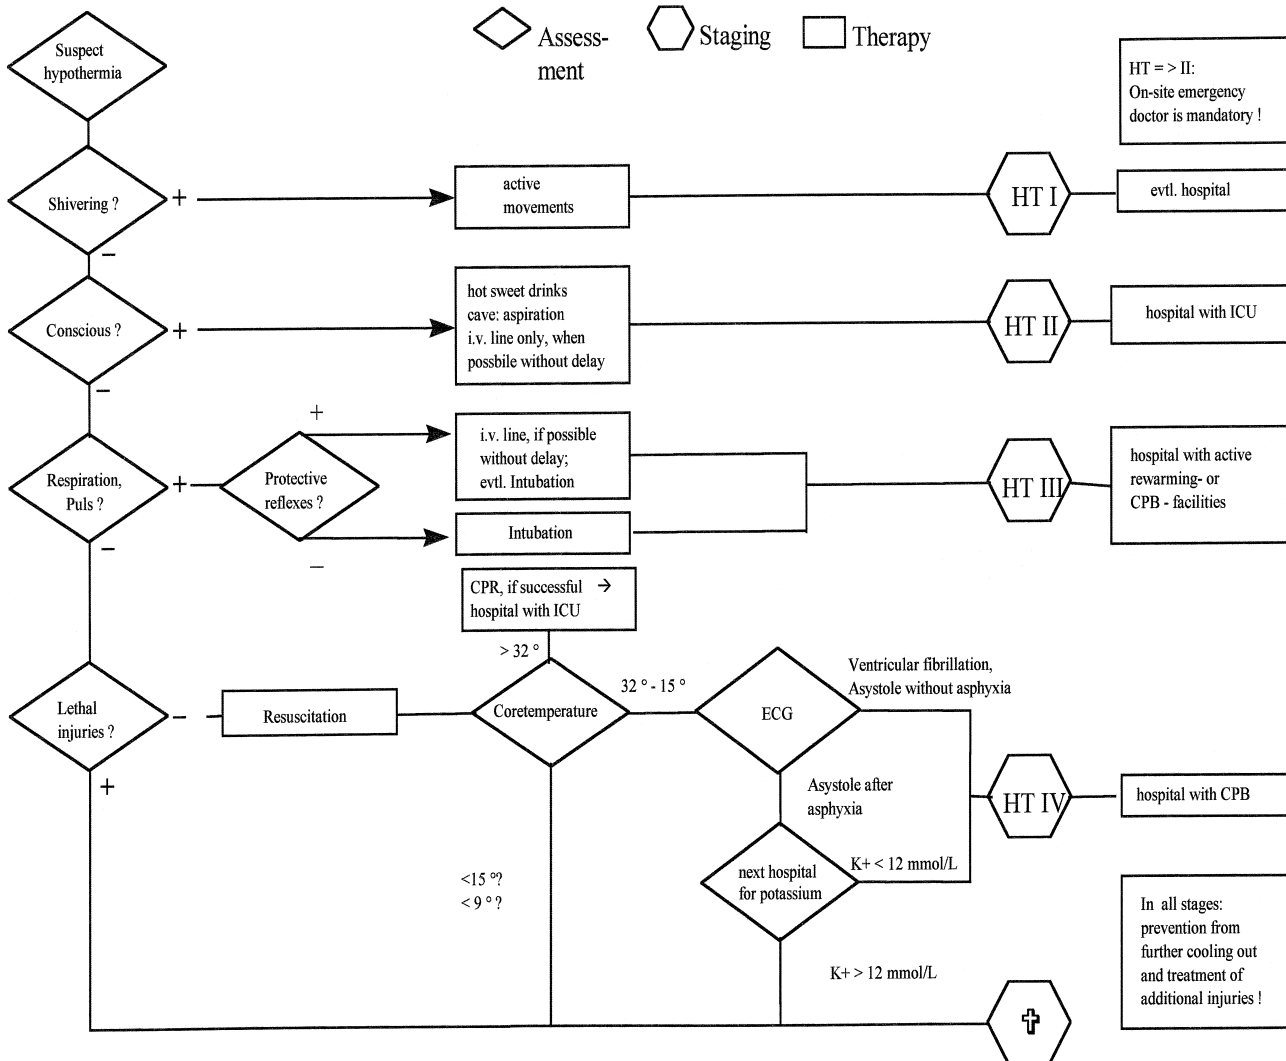 Assess-
ment
Staging
Therapy
Suspect
hypothermia
HT = > II:
On-site emergency
doctor is mandatory !
Shivering ?
+
active
movements
HT I
evtl. hospital
–
Conscious ?
+
hot sweet drinks
cave: aspiration
i.v. line only, when
possbile without delay
HT II
hospital with ICU
–
Respiration,
Puls ?
+
Protective
reflexes ?
+
i.v. line, if possible
without delay;
evtl. Intubation
–
Intubation
HT III
hospital with active
rewarming- or
CPB - facilities
–
CPR, if successful →
hospital with ICU
> 32 °
Lethal
injuries ?
–
Resuscitation
Coretemperature
32 ° - 15 °
ECG
Ventricular fibrillation,
Asystole without asphyxia
+
Asystole after
asphyxia
HT IV
hospital with CPB
<15 °?
< 9 ° ?
next hospital
for potassium
K+ < 12 mmol/L
K+ > 12 mmol/L
In all stages:
prevention from
further cooling out
and treatment of
additional injuries !